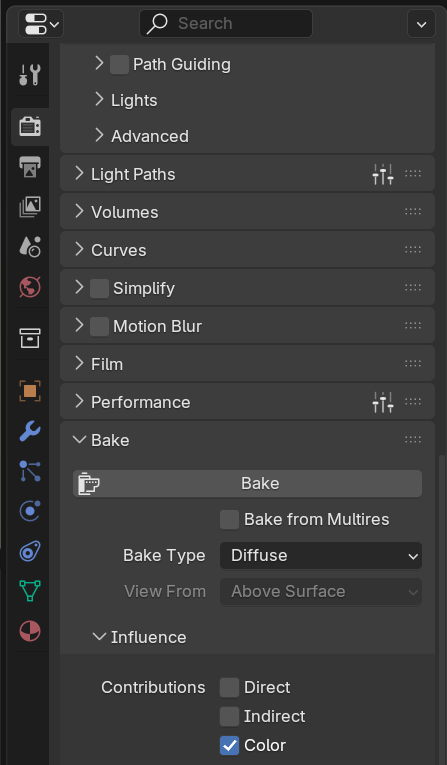 Search
Path Guiding
Lights
Advanced
Light Paths
Volumes
Curves
Simplify
Motion Blur
Film
Performance
Bake
Bake
Bake from Multires
Bake Type Diffuse
View From Above Surface
Influence
Contributions Direct
Indirect
Color